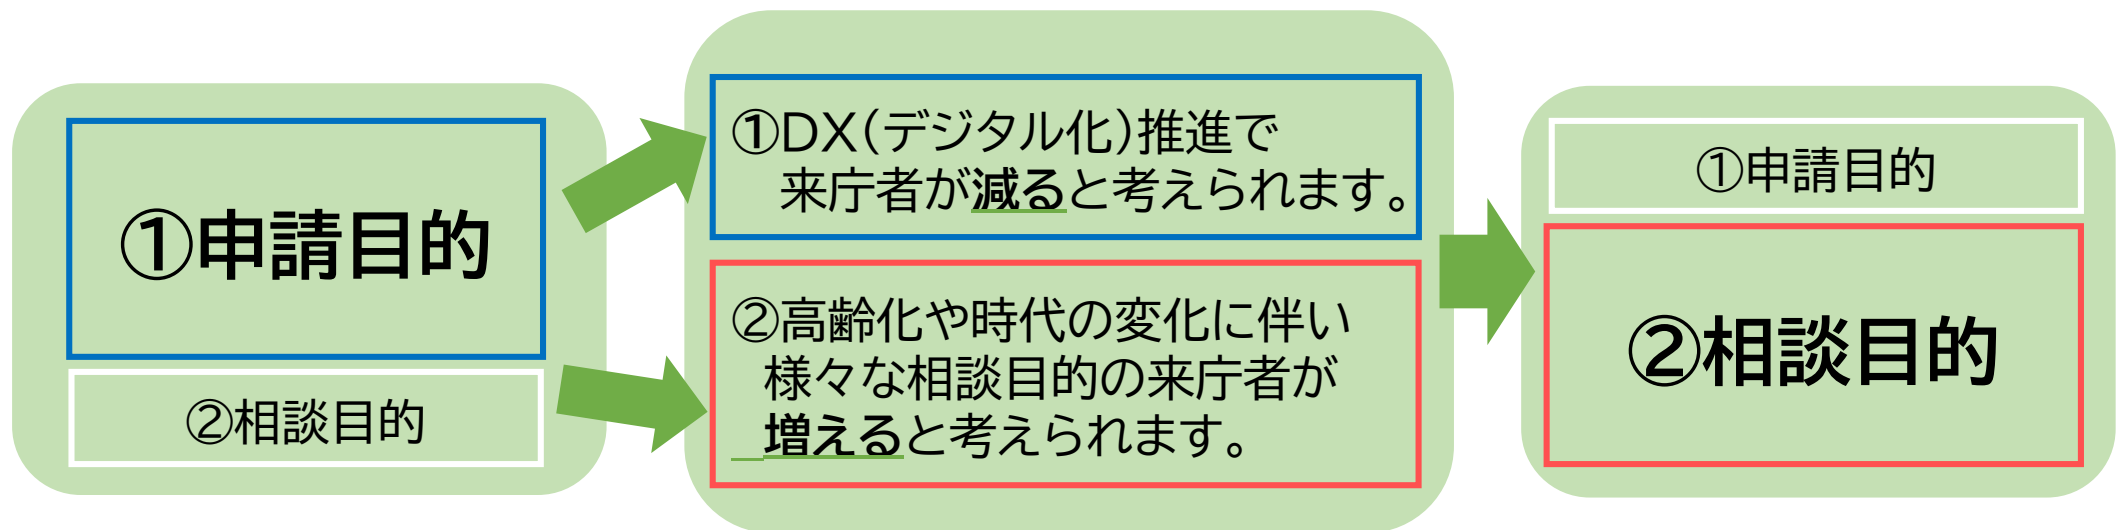 ①申請目的
②相談目的
①DX(デジタル化)推進で
来庁者が減ると考えられます。
②高齢化や時代の変化に伴い
様々な相談目的の来庁者が
増えると考えられます。
①申請目的
②相談目的